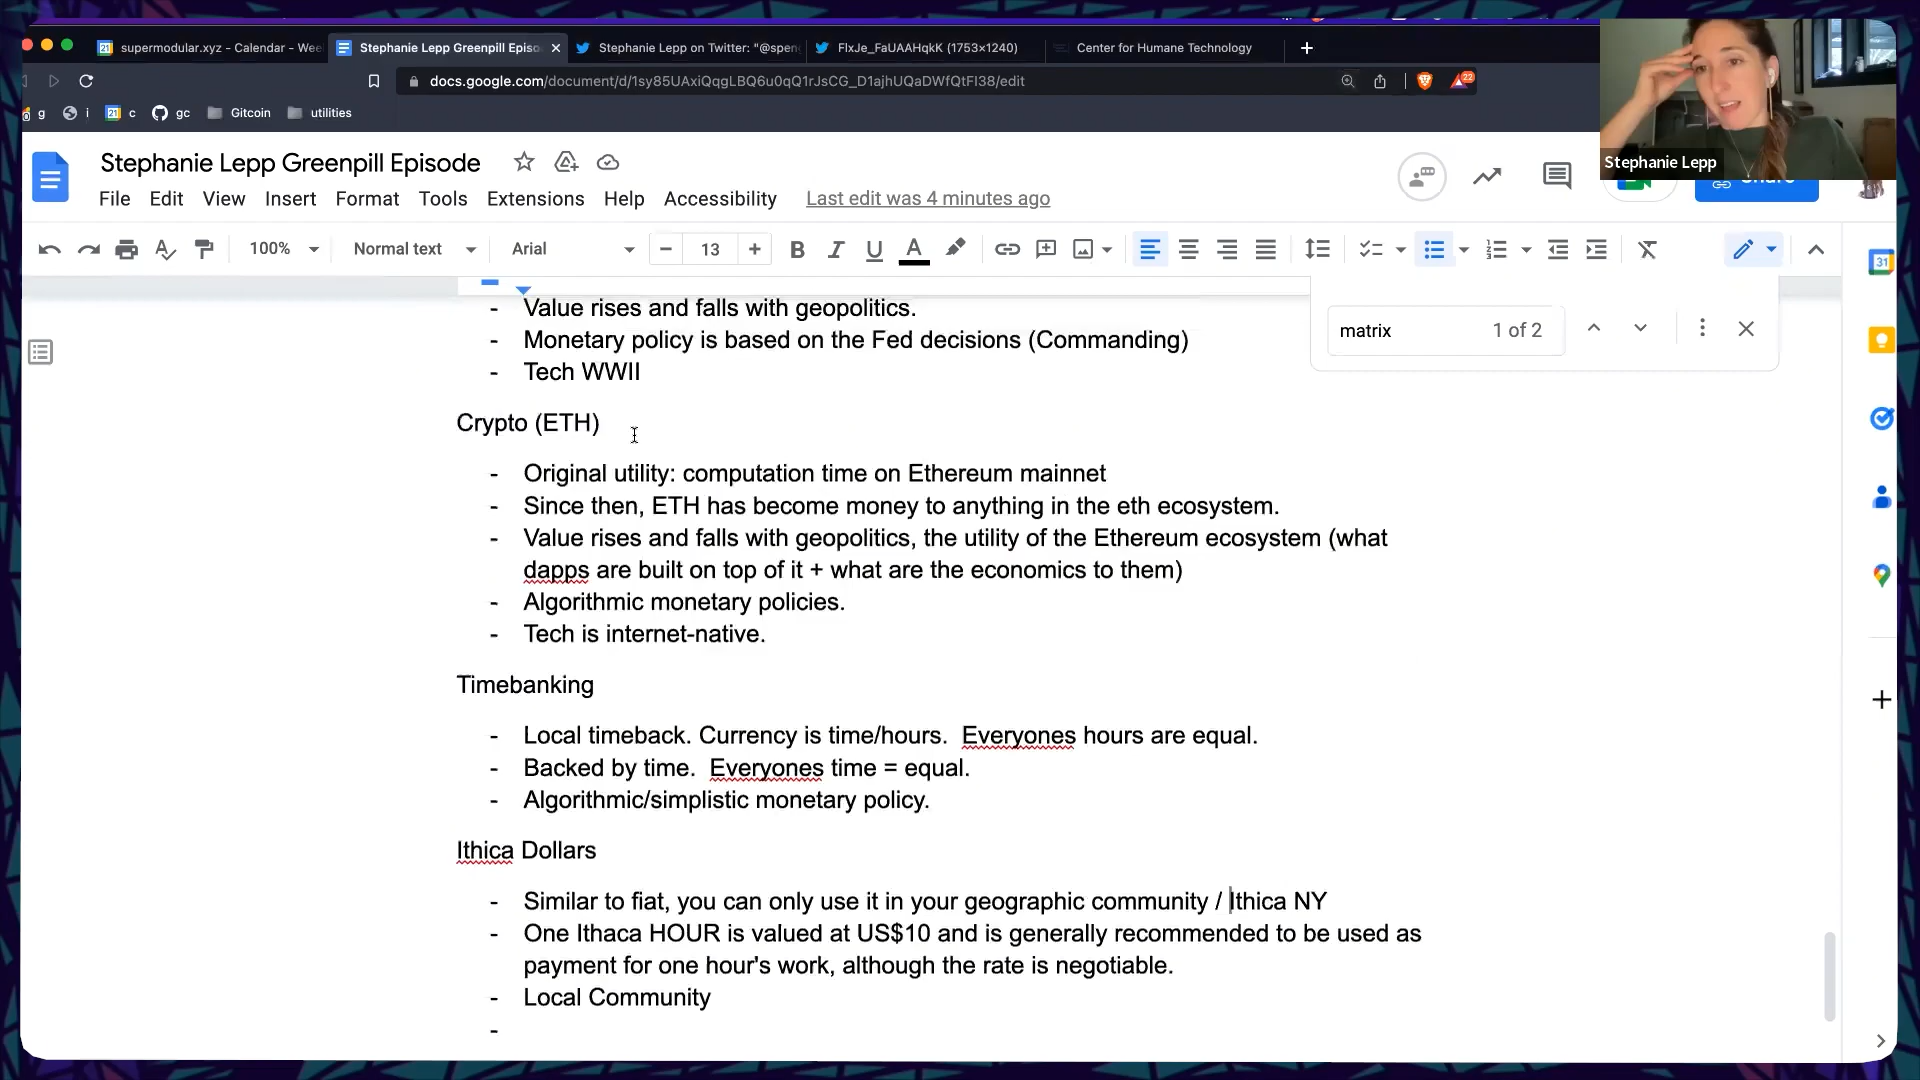 supermodular.xyz - Calendar - Wee
Stephanie Lepp Greenpill Episo
Stephanie Lepp on Twitter: "@spen
FIxJe_FaUAAHqkK (1753×1240)
Center for Humane Technology
docs.google.com/document/d/1sy85UAxiQqgLBQ6u0qQ1rJsCG_D1ajhUQaDWfQtFI38/edit
22
g
i
c
gc
Gitcoin
utilities
Stephanie Lepp
Stephanie Lepp Greenpill Episode
File Edit View Insert Format Tools Extensions Help Accessibility Last edit was 4 minutes ago
100% Normal text Arial 13 B I U A
matrix 1 of 2
31
- Value rises and falls with geopolitics.
- Monetary policy is based on the Fed decisions (Commanding)
- Tech WWII
Crypto (ETH)
- Original utility: computation time on Ethereum mainnet
- Since then, ETH has become money to anything in the eth ecosystem.
- Value rises and falls with geopolitics, the utility of the Ethereum ecosystem (what
dapps are built on top of it + what are the economics to them)
- Algorithmic monetary policies.
- Tech is internet-native.
Timebanking
- Local timeback. Currency is time/hours. Everyones hours are equal.
- Backed by time. Everyones time = equal.
- Algorithmic/simplistic monetary policy.
Ithica Dollars
- Similar to fiat, you can only use it in your geographic community / Ithica NY
- One Ithaca HOUR is valued at US$10 and is generally recommended to be used as
payment for one hour's work, although the rate is negotiable.
- Local Community
-